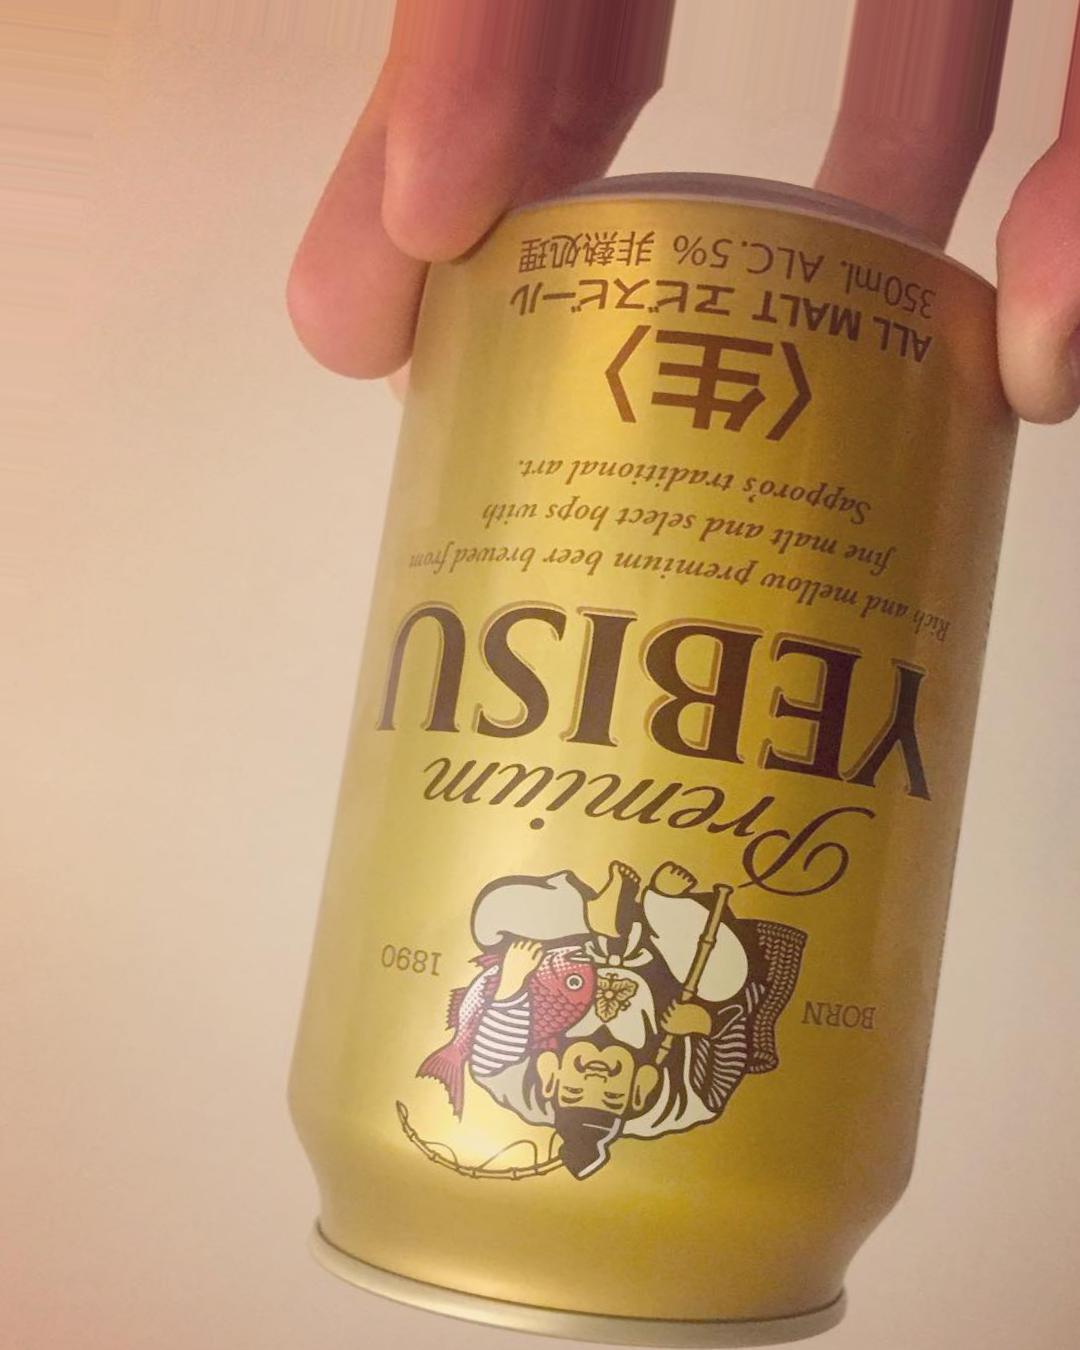 BORN 1890
Premium
YEBISU
Rich and mellow premium beer brewed from
fine malt and select hops with
Sapporo's traditional art.
〈生〉
ALL MALT ヱビスビール
350ml. ALC.5% 非熱処理